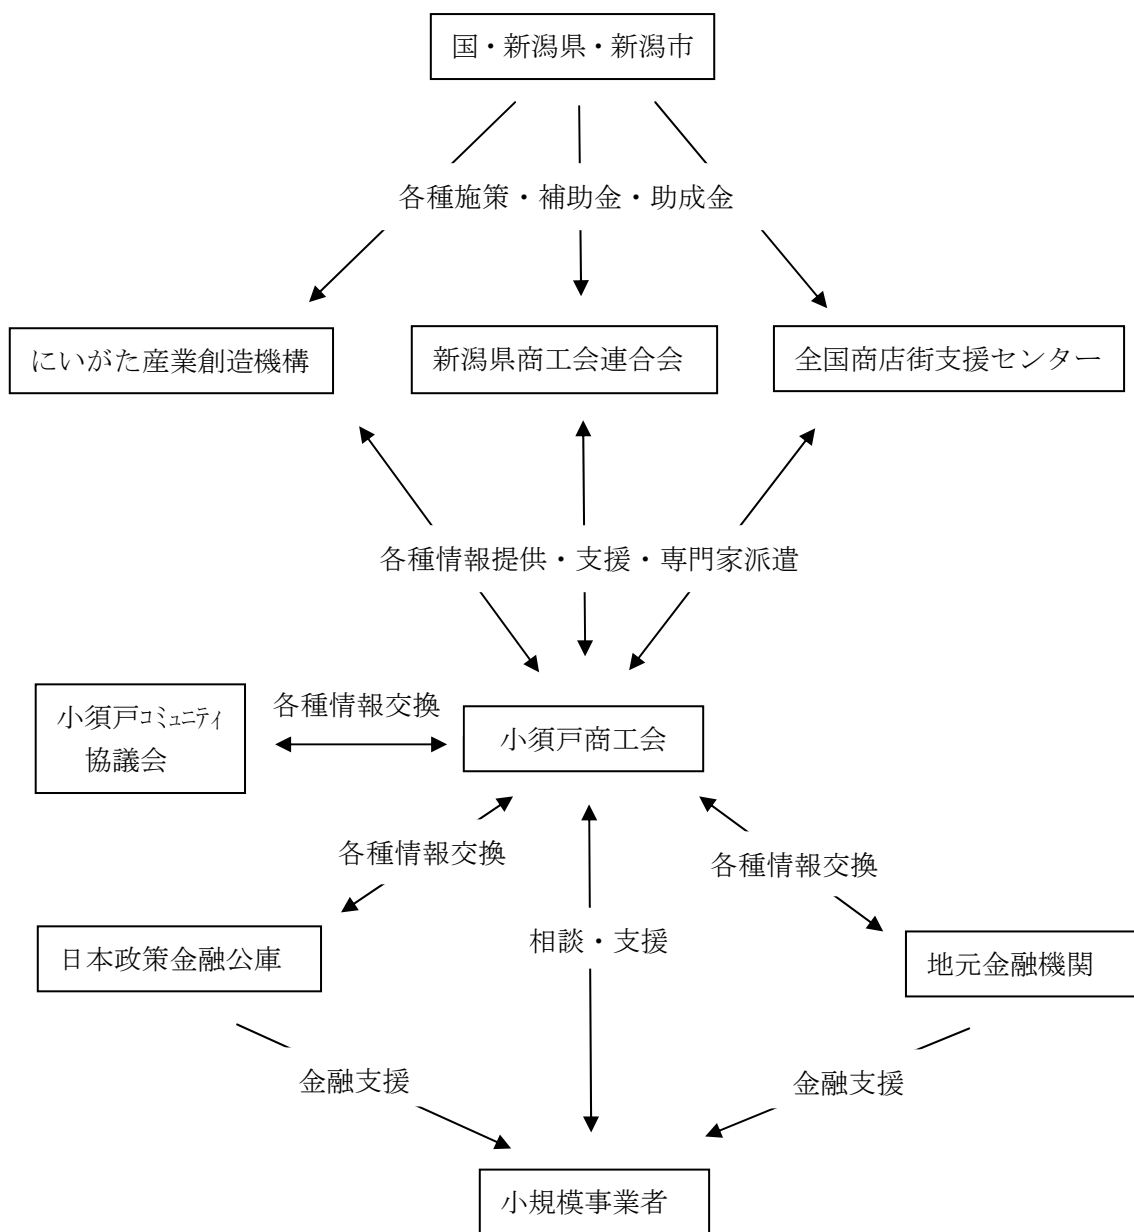 国・新潟県・新潟市
各種施策・補助金・助成金
にいがた産業創造機構
新潟県商工会連合会
全国商店街支援センター
各種情報提供・支援・専門家派遣
小須戸コミュニティ
協議会
各種情報交換
小須戸商工会
各種情報交換
各種情報交換
日本政策金融公庫
相談・支援
地元金融機関
金融支援
金融支援
小規模事業者